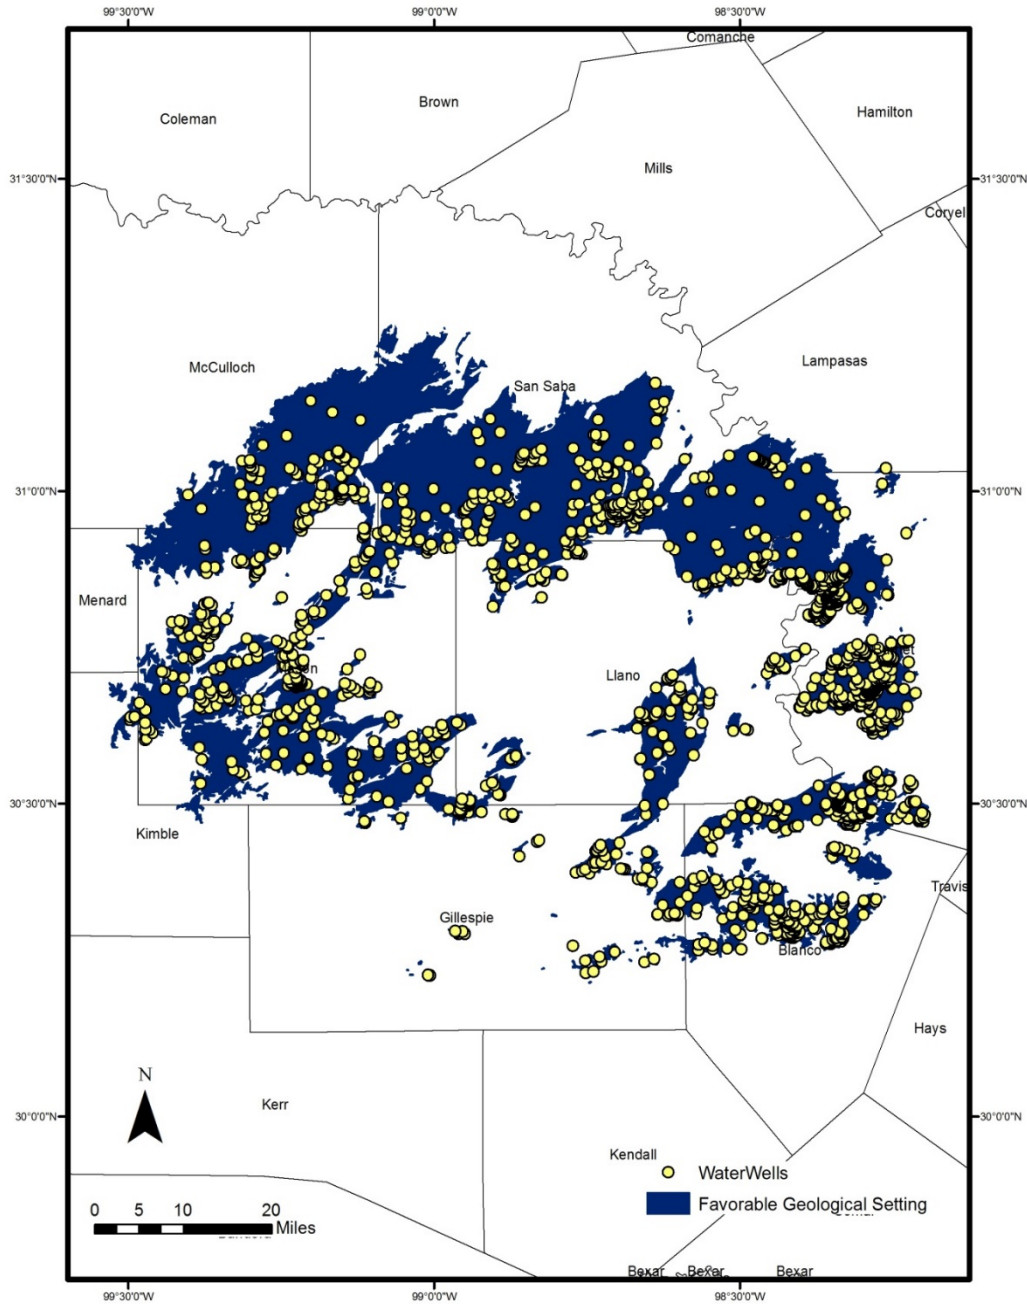 99°30'0"W 99°0'0"W 98°30'0"W
Comanche
Brown
Coleman
Hamilton
Mills
31°30'0"N 31°30'0"N
McCulloch
Lampasas
San Saba
31°0'0"N 31°0'0"N
Menard
Llano
30°30'0"N 30°30'0"N
Kimble
Travis
Gillespie
Blanco
Hays
N
Kerr
30°0'0"N 30°0'0"N
Kendall
WaterWells
Favorable Geological Setting
0 5 10 20
Miles
Bexar Bexar Bexar
99°30'0"W 99°0'0"W 98°30'0"W